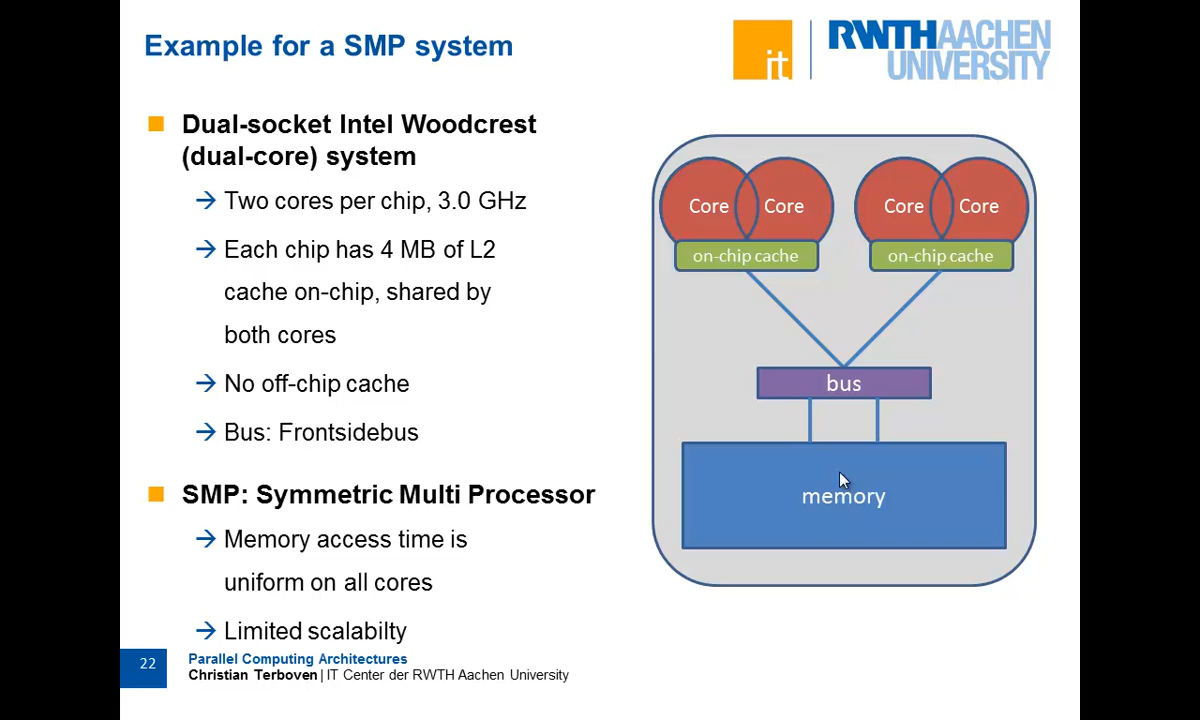 Example for a SMP system
it
RWTHAACHEN
UNIVERSITY
Dual-socket Intel Woodcrest
(dual-core) system
→ Two cores per chip, 3.0 GHz
→ Each chip has 4 MB of L2
cache on-chip, shared by
both cores
→ No off-chip cache
→ Bus: Frontsidebus
SMP: Symmetric Multi Processor
→ Memory access time is
uniform on all cores
→ Limited scalabilty
Core Core Core Core
on-chip cache on-chip cache
bus
memory
22
Parallel Computing Architectures
Christian Terboven | IT Center der RWTH Aachen University